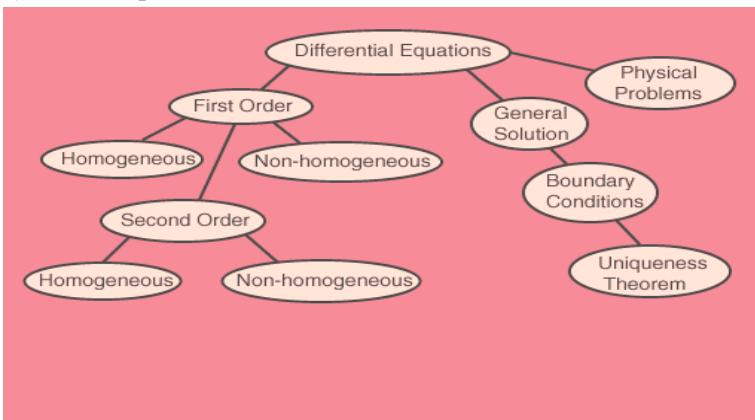 Differential Equations
Physical
Problems
First Order
General
Solution
Homogeneous
Non-homogeneous
Boundary
Conditions
Second Order
Uniqueness
Theorem
Homogeneous
Non-homogeneous